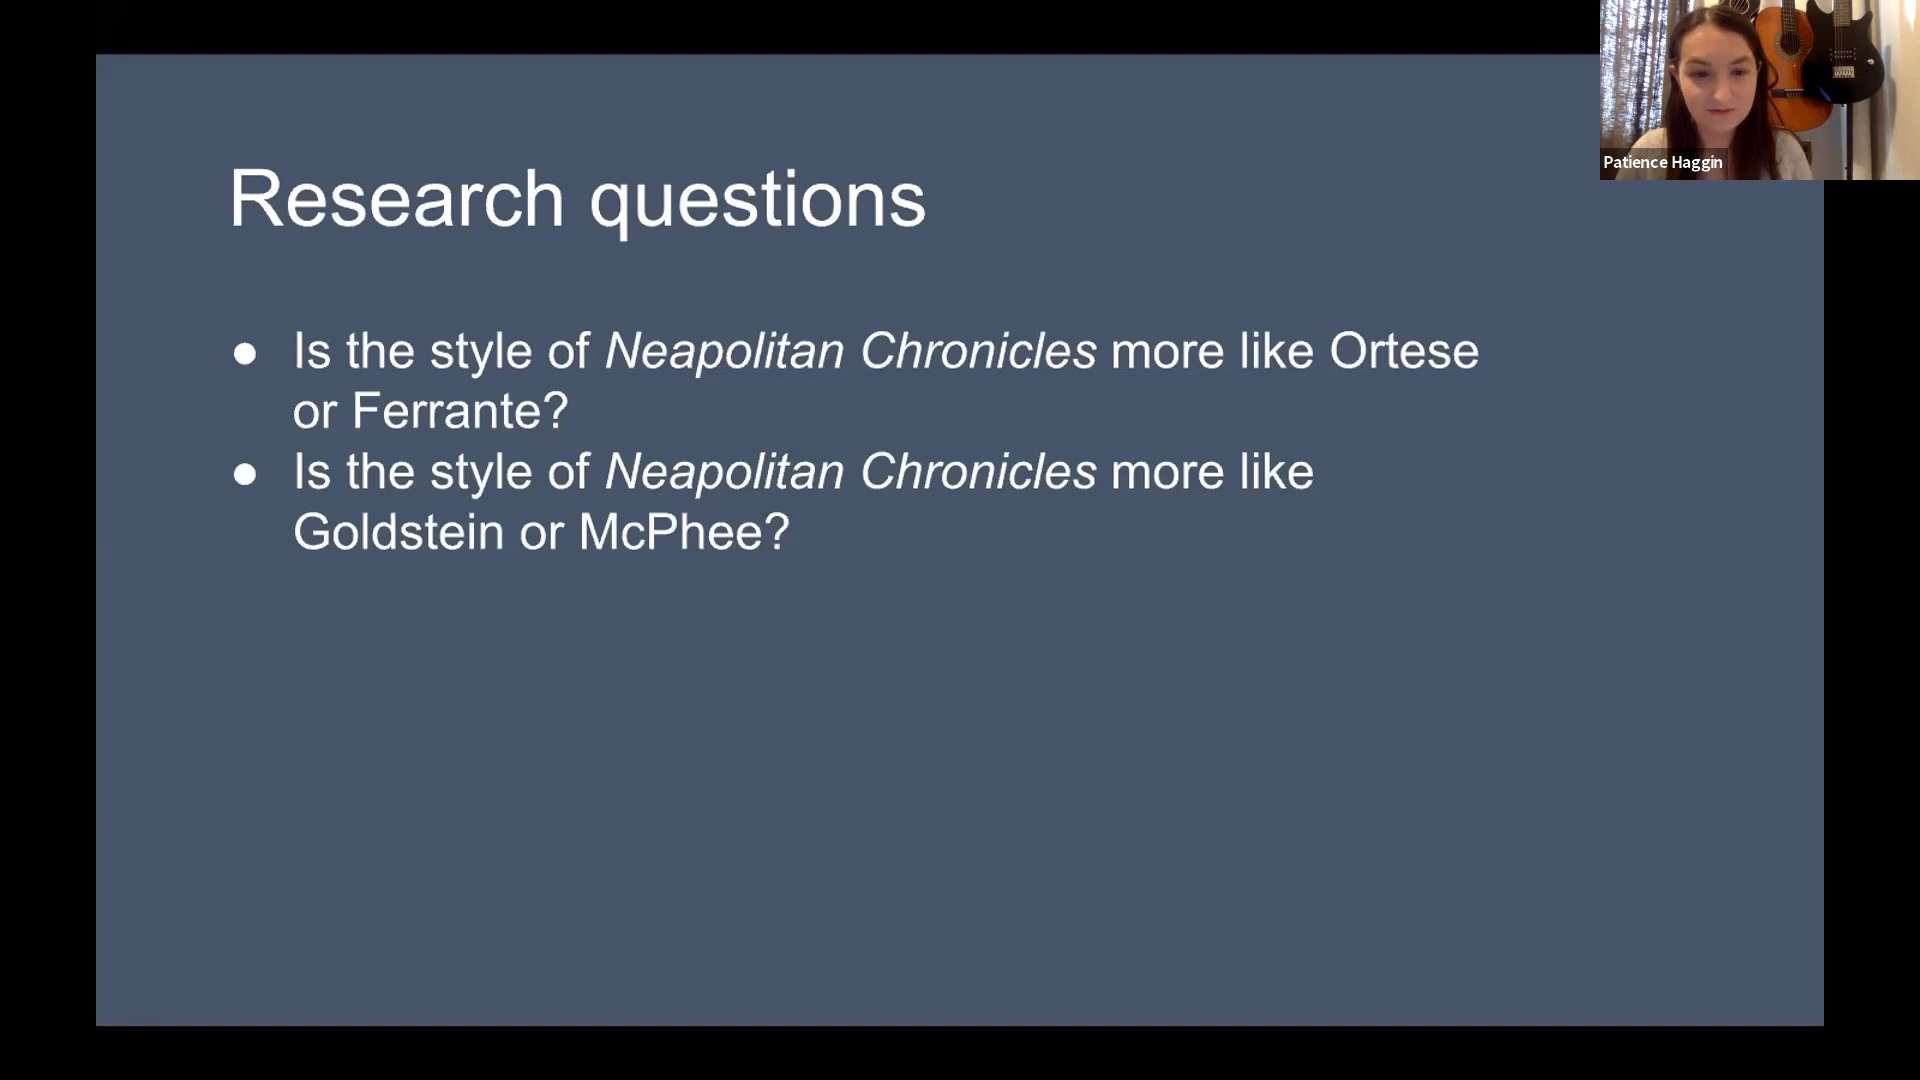 Research questions
● Is the style of Neapolitan Chronicles more like Ortese
or Ferrante?
● Is the style of Neapolitan Chronicles more like
Goldstein or McPhee?
Patience Haggin